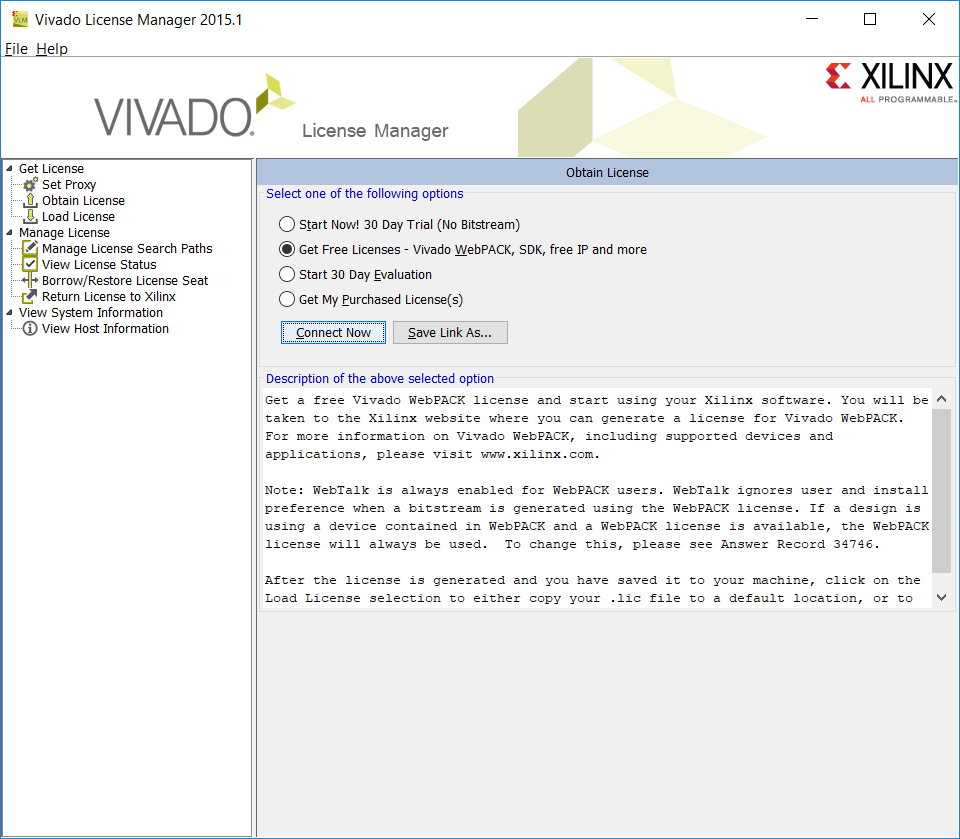 Vivado License Manager 2015.1
File Help
VIVADO.
License Manager
XILINX
ALL PROGRAMMABLE™
Get License
Set Proxy
Obtain License
Load License
Manage License
Manage License Search Paths
View License Status
Borrow/Restore License Seat
Return License to Xilinx
View System Information
View Host Information
Obtain License
Select one of the following options
Start Now! 30 Day Trial (No Bitstream)
Get Free Licenses - Vivado WebPACK, SDK, free IP and more
Start 30 Day Evaluation
Get My Purchased License(s)
Connect Now
Save Link As...
Description of the above selected option
Get a free Vivado WebPACK license and start using your Xilinx software. You will be
taken to the Xilinx website where you can generate a license for Vivado WebPACK.
For more information on Vivado WebPACK, including supported devices and
applications, please visit www.xilinx.com.
Note: WebTalk is always enabled for WebPACK users. WebTalk ignores user and install
preference when a bitstream is generated using the WebPACK license. If a design is
using a device contained in WebPACK and a WebPACK license is available, the WebPACK
license will always be used.  To change this, please see Answer Record 34746.
After the license is generated and you have saved it to your machine, click on the
Load License selection to either copy your .lic file to a default location, or to